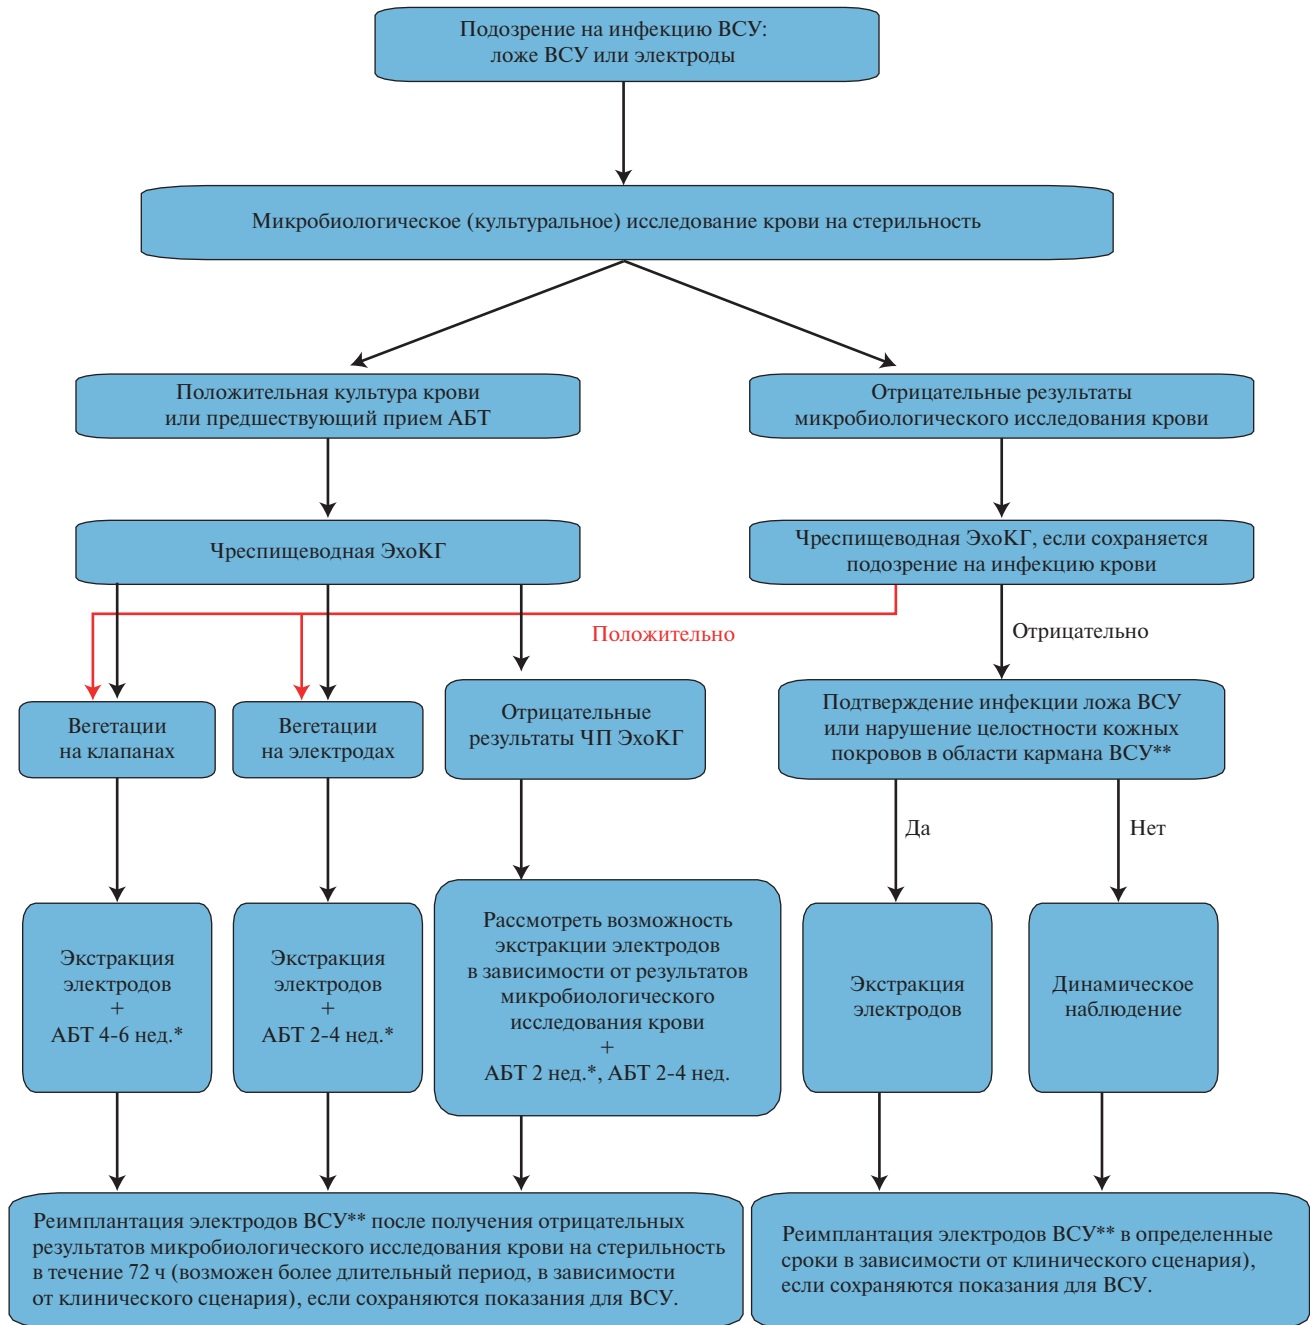 Подозрение на инфекцию ВСУ:
ложе ВСУ или электроды
Микробиологическое (культуральное) исследование крови на стерильность
Положительная культура крови
или предшествующий прием АБТ
Отрицательные результаты
микробиологического исследования крови
Чреспищеводная ЭхоКГ
Чреспищеводная ЭхоКГ, если сохраняется
подозрение на инфекцию крови
Положительно
Отрицательно
Вегетации
на клапанах
Вегетации
на электродах
Отрицательные
результаты ЧП ЭхоКГ
Подтверждение инфекции ложа ВСУ
или нарушение целостности кожных
покровов в области кармана ВСУ**
Да
Нет
Экстракция
электродов
+
АБТ 4-6 нед.*
Экстракция
электродов
+
АБТ 2-4 нед.*
Рассмотреть возможность
экстракции электродов
в зависимости от результатов
микробиологического
исследования крови
+
АБТ 2 нед.*, АБТ 2-4 нед.
Экстракция
электродов
Динамическое
наблюдение
Реимплантация электродов ВСУ** после получения отрицательных
результатов микробиологического исследования крови на стерильность
в течение 72 ч (возможен более длительный период, в зависимости
от клинического сценария), если сохраняются показания для ВСУ.
Реимплантация электродов ВСУ** в определенные
сроки в зависимости от клинического сценария),
если сохраняются показания для ВСУ.